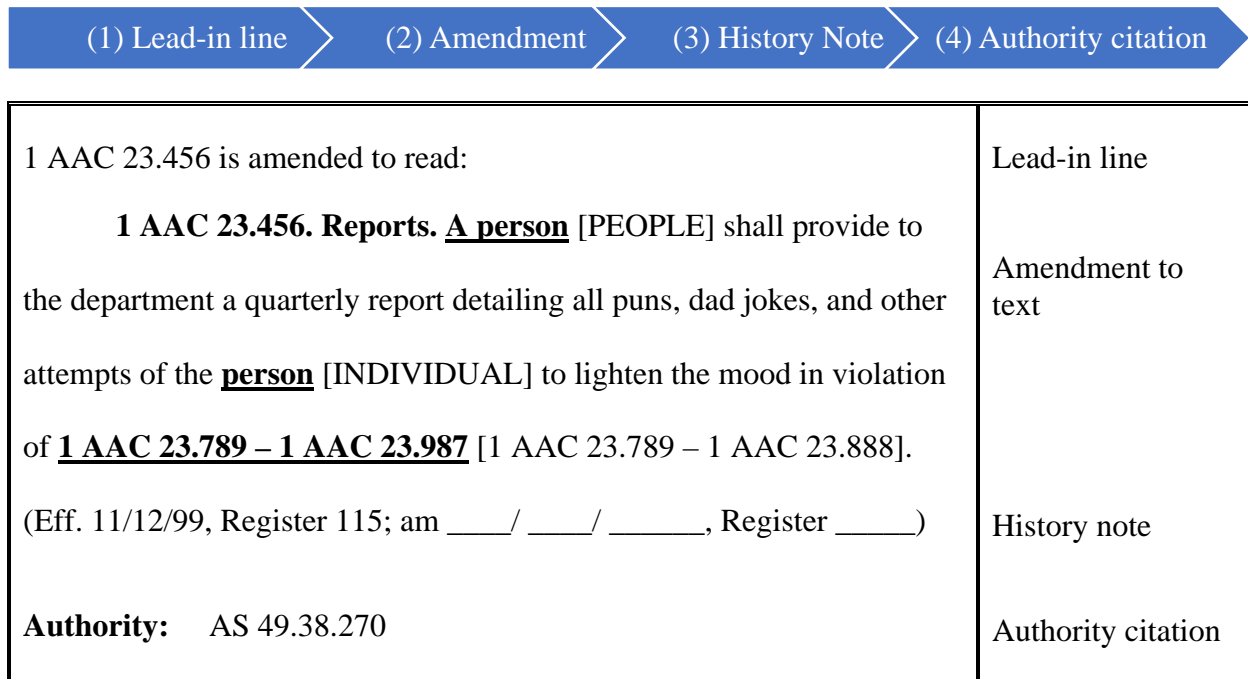 (1) Lead-in line (2) Amendment (3) History Note (4) Authority citation
1 AAC 23.456 is amended to read:
Lead-in line
1 AAC 23.456. Reports. A person [PEOPLE] shall provide to
the department a quarterly report detailing all puns, dad jokes, and other
attempts of the person [INDIVIDUAL] to lighten the mood in violation
of 1 AAC 23.789 – 1 AAC 23.987 [1 AAC 23.789 – 1 AAC 23.888].
Amendment to
text
(Eff. 11/12/99, Register 115; am ____/ ____/ ______, Register _____)
History note
Authority: AS 49.38.270
Authority citation